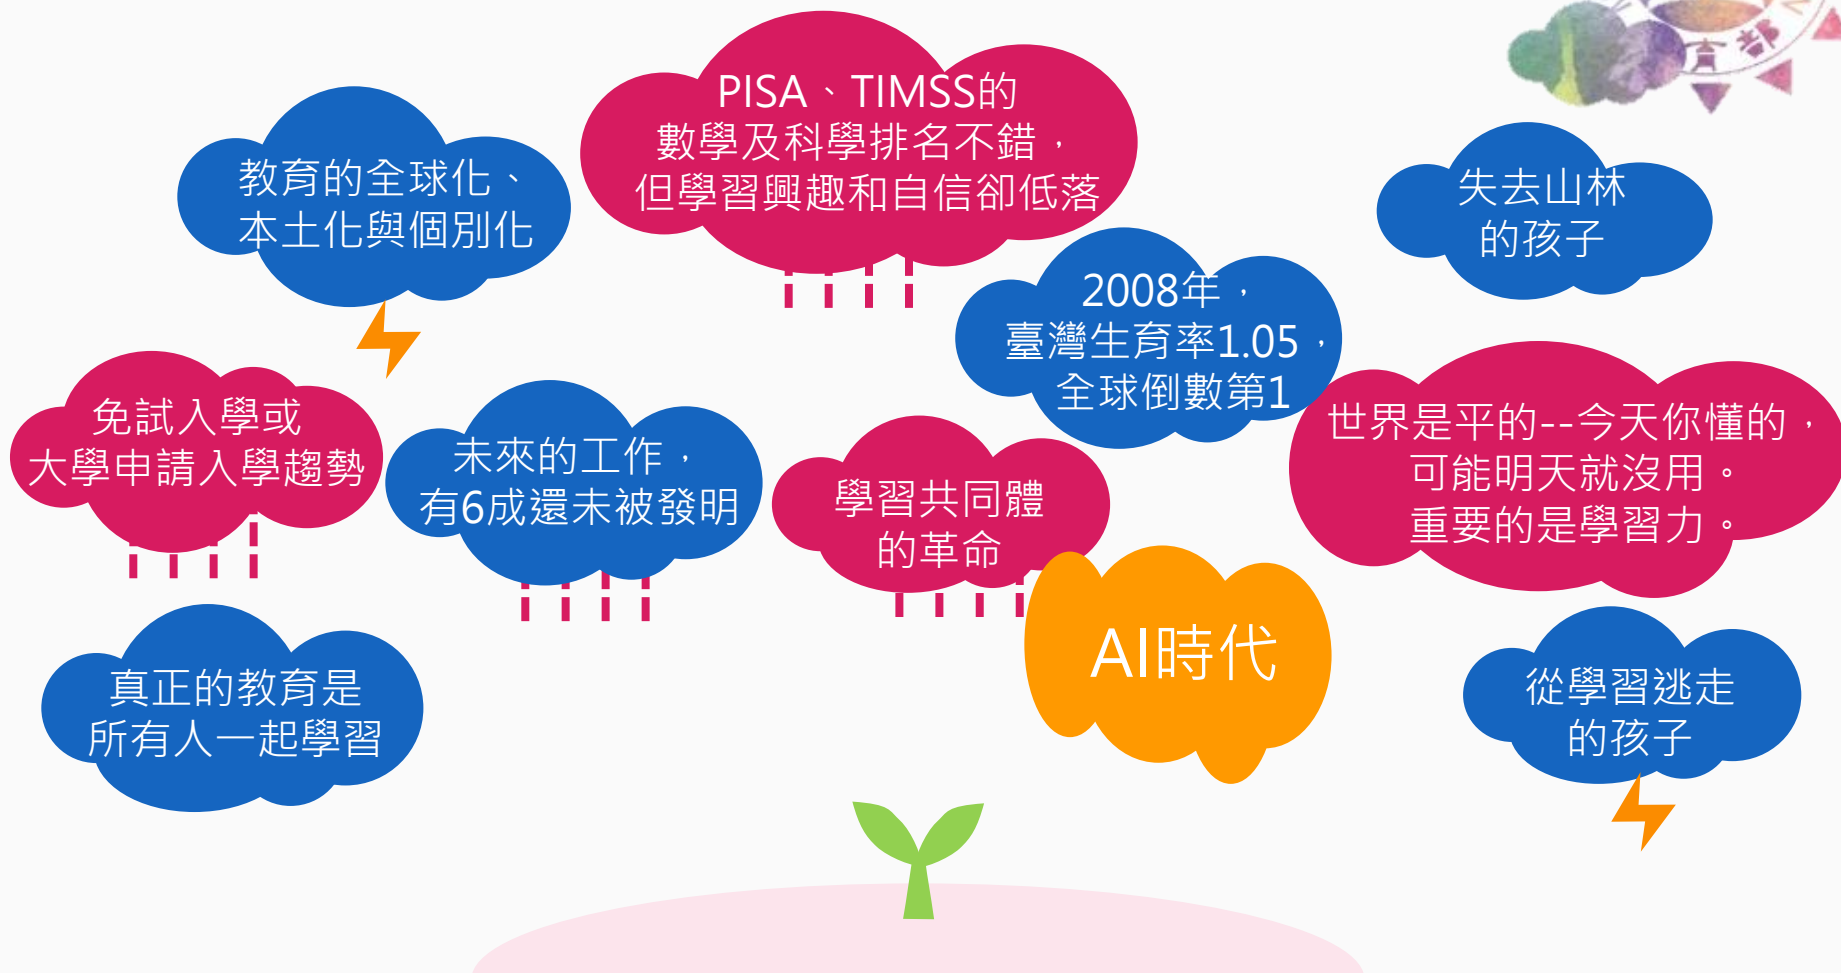 育部
PISA、TIMSS的
數學及科學排名不錯，
但學習興趣和自信卻低落
教育的全球化、
本土化與個別化
失去山林
的孩子
2008年，
臺灣生育率1.05，
全球倒數第1
免試入學或
大學申請入學趨勢
未來的工作，
有6成還未被發明
學習共同體
的革命
世界是平的--今天你懂的，
可能明天就沒用。
重要的是學習力。
AI時代
真正的教育是
所有人一起學習
從學習逃走
的孩子